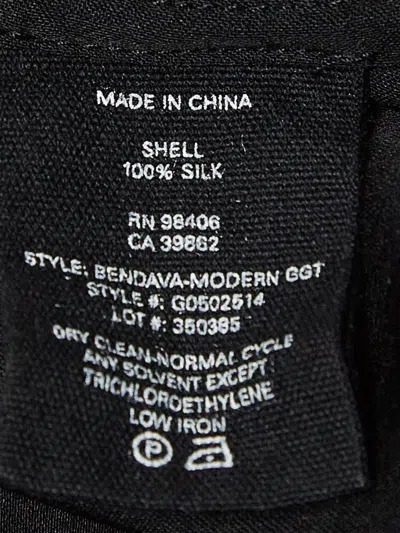 MADE IN CHINA
SHELL
100% SILK
RN 98406
CA 39862
STYLE: BENDAVA-MODERN GGT
STYLE #: G0502514
LOT #: 350385
DRY CLEAN-NORMAL CYCLE
ANY SOLVENT EXCEPT
TRICHLOROETHYLENE
LOW IRON
P